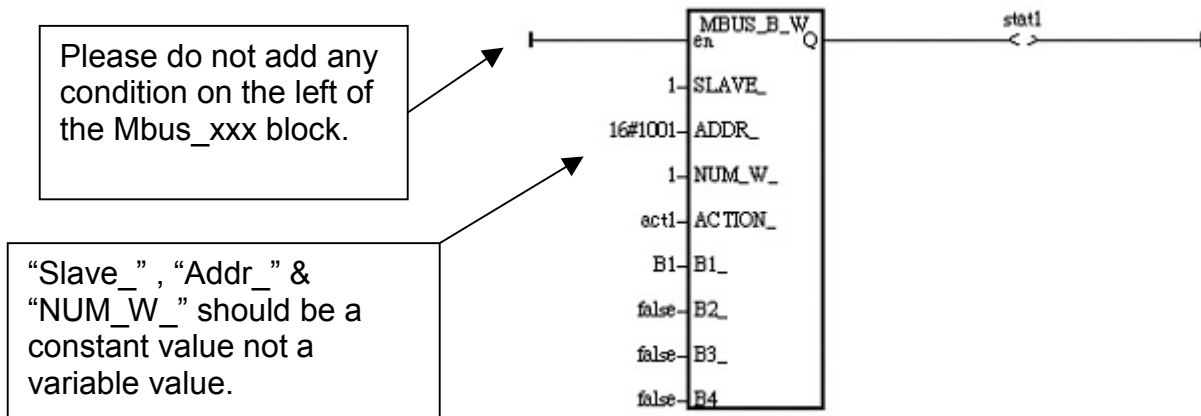 Please do not add any
condition on the left of
the Mbus_xxx block.
“Slave_” , “Addr_” &
“NUM_W_” should be a
constant value not a
variable value.
MBUS_B_W
en Q
stat1
< >
1 SLAVE_
16#1001 ADDR_
1 NUM_W_
act1 ACTION_
B1 B1_
false B2_
false B3_
false B4